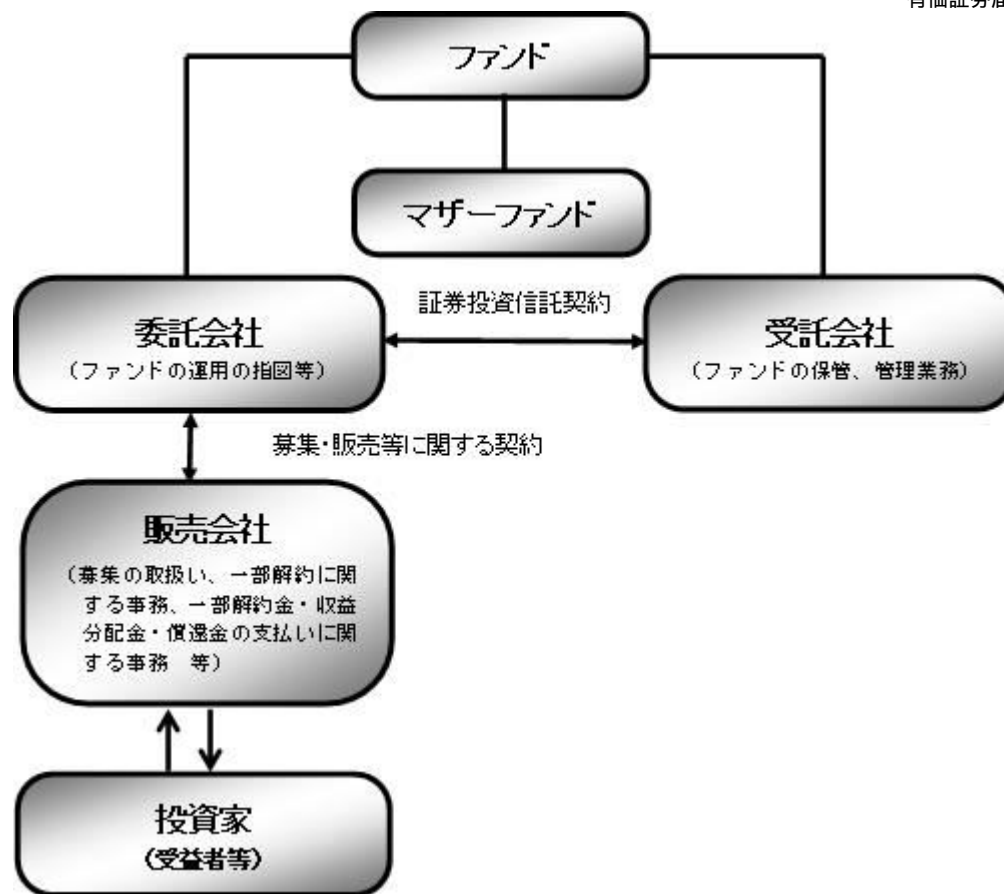 ファンド
マザーファンド
証券投資信託契約
委託会社
(ファンドの運用の指図等)
受託会社
(ファンドの保管、管理業務)
募集・販売等に関する契約
販売会社
(募集の取扱い、一部解約に関
する事務、一部解約金・収益
分配金・償還金の支払いに関
する事務 等)
投資家
(受益者等)